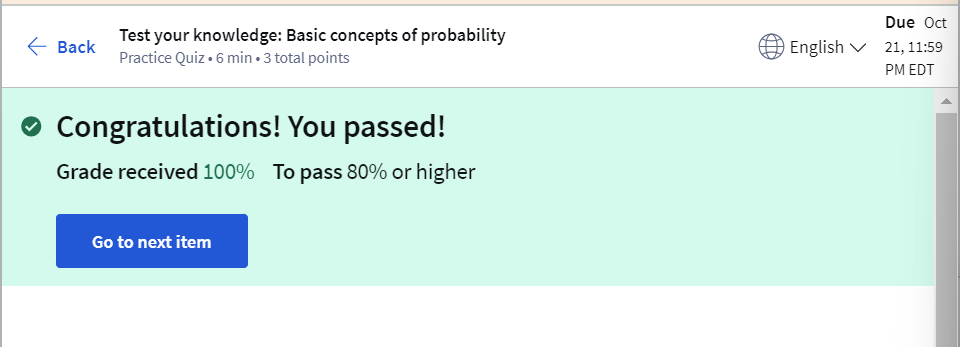 Back
Test your knowledge: Basic concepts of probability
Practice Quiz • 6 min • 3 total points
English
Due Oct
21, 11:59
PM EDT
Congratulations! You passed!
Grade received 100% To pass 80% or higher
Go to next item